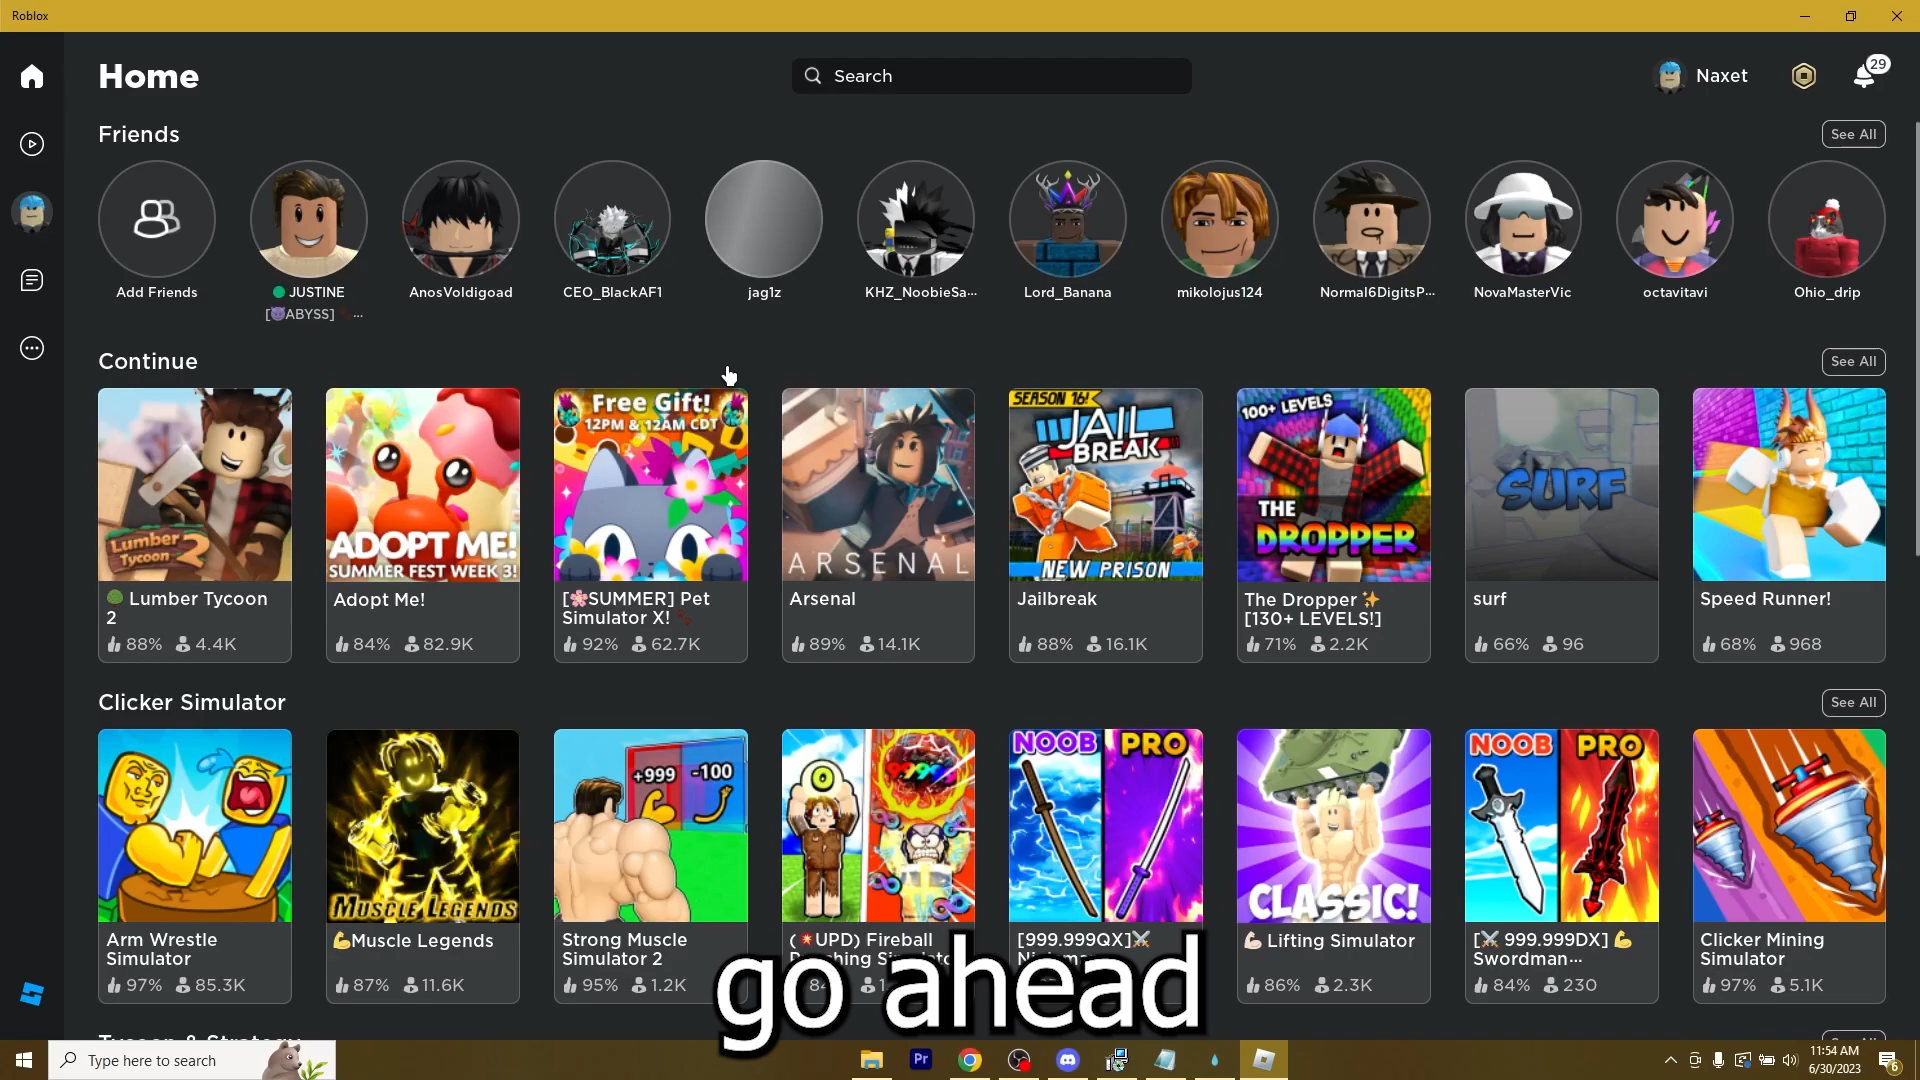 Roblox
Home
Search
Naxet
29
Friends
See All
Add Friends
JUSTINE
[😈ABYSS] ...
AnosVoldigoad
CEO_BlackAF1
jag1z
KHZ_NoobieSa...
Lord_Banana
mikolojus124
Normal6DigitsP...
NovaMasterVic
octavitavi
Ohio_drip
Continue
See All
Lumber
Tycoon 2
Lumber Tycoon
2
88% 4.4K
ADOPT ME!
SUMMER FEST WEEK 3!
Adopt Me!
84% 82.9K
Free Gift!
12PM & 12AM CDT
[🌸SUMMER] Pet
Simulator X!
92% 62.7K
ARSENAL
Arsenal
89% 14.1K
SEASON 16!
JAIL
BREAK
NEW PRISON
Jailbreak
88% 16.1K
100+ LEVELS
THE
DROPPER
The Dropper ✨
[130+ LEVELS!]
71% 2.2K
SURF
surf
66% 96
Speed Runner!
68% 968
Clicker Simulator
See All
Arm Wrestle
Simulator
97% 85.3K
MUSCLE LEGENDS
💪Muscle Legends
87% 11.6K
+999 -100
Strong Muscle
Simulator 2
95% 1.2K
(💥UPD) Fireball
NOOB PRO
[999.999QX]⚔
CLASSIC!
💪🏻 Lifting Simulator
86% 2.3K
NOOB PRO
[⚔ 999.999DX] 💪
Swordman...
84% 230
Clicker Mining
Simulator
97% 5.1K
go ahead
Tycoon & Strategy
Type here to search
Pr
11:54 AM
6/30/2023
6